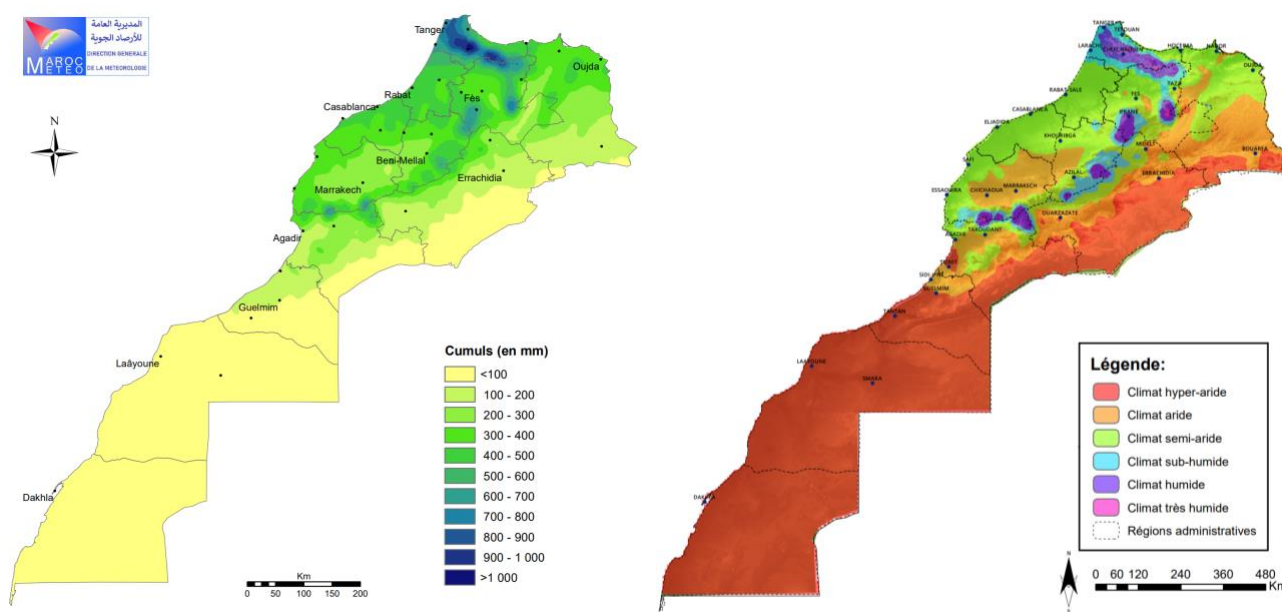 المديرية العامة
للأرصاد الجوية
DIRECTION GENERALE
DE LA METEOROLOGIE
MAROC
METEO
N
Tanger
Oujda
Rabat
Fès
Casablanca
Beni-Mellal
Errachidia
Marrakech
Agadir
Guelmim
Laâyoune
Dakhla
Cumuls (en mm)
<100
100 - 200
200 - 300
300 - 400
400 - 500
500 - 600
600 - 700
700 - 800
800 - 900
900 - 1 000
>1 000
Km
0 25 50 100 150 200
TANGER
TETOUAN
HOCEIMA
NADOR
OUJDA
TAZA
RABAT-SALE
CASABLANCA
ELJADIDA
KHOURIBGA
SAFI
MIDELT
BOUARFA
ERRACHIDIA
AZILAL
ESSAOUIRA
CHICHAOUA
MARRAKECH
OUARZAZATE
TAROUDANT
GUELMIM
LAAYOUNE
SMARA
Légende:
Climat hyper-aride
Climat aride
Climat semi-aride
Climat sub-humide
Climat humide
Climat très humide
Régions administratives
N
0 60 120 240 360 480
Km